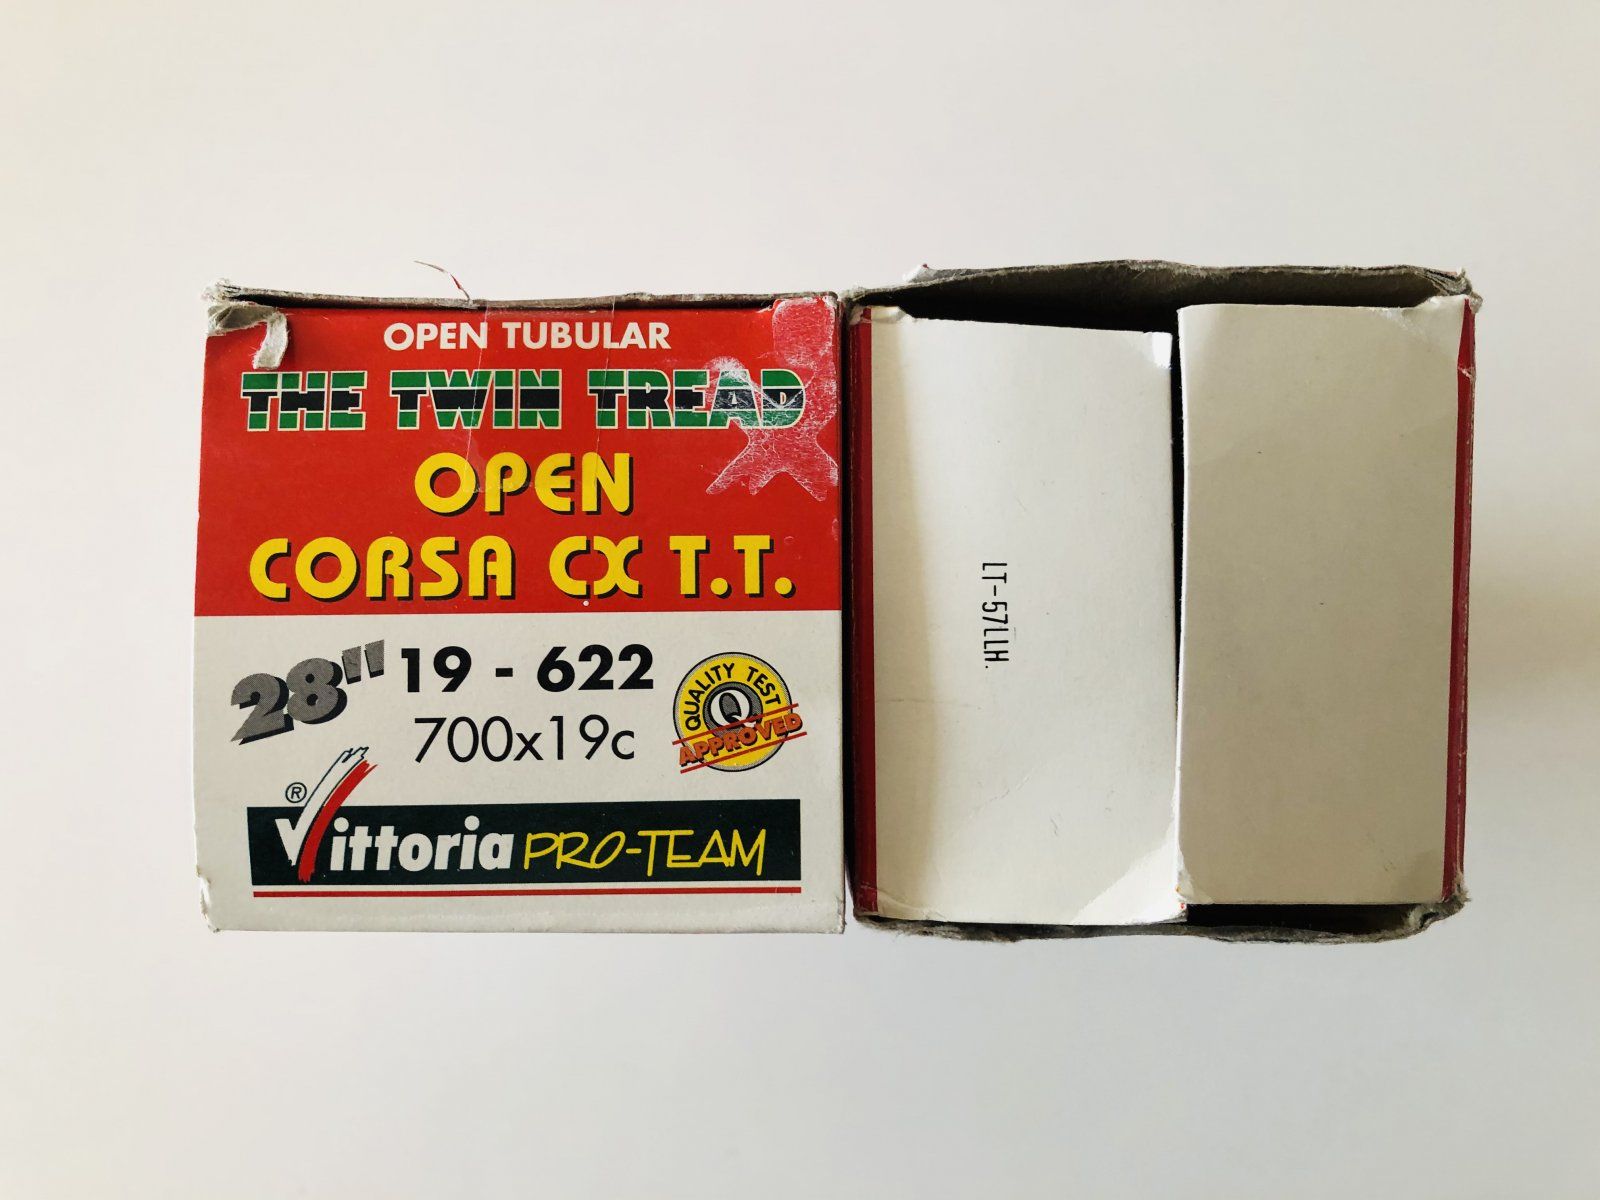 OPEN TUBULAR
THE TWIN TREAD
OPEN
CORSA CX T.T.
28" 19 - 622
700x19c
QUALITY TEST
Q
APPROVED
®
Vittoria PRO-TEAM
LT-57LLH.